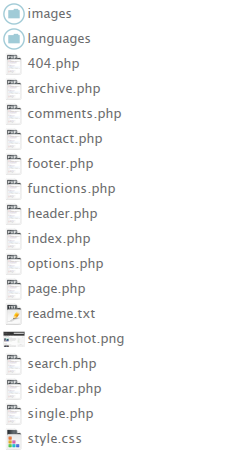 images
languages
404.php
archive.php
comments.php
contact.php
footer.php
functions.php
header.php
index.php
options.php
page.php
readme.txt
screenshot.png
search.php
sidebar.php
single.php
style.css